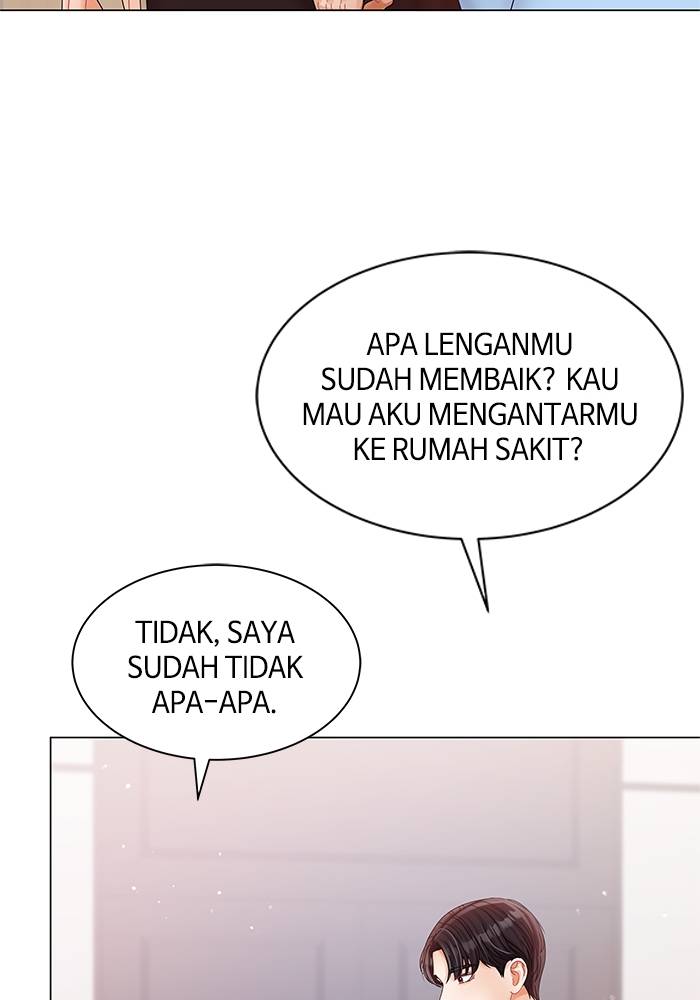 APA LENGANMU
SUDAH MEMBAIK? KAU
MAU AKU MENGANTARMU
KE RUMAH SAKIT?
TIDAK, SAYA
SUDAH TIDAK
APA-APA.